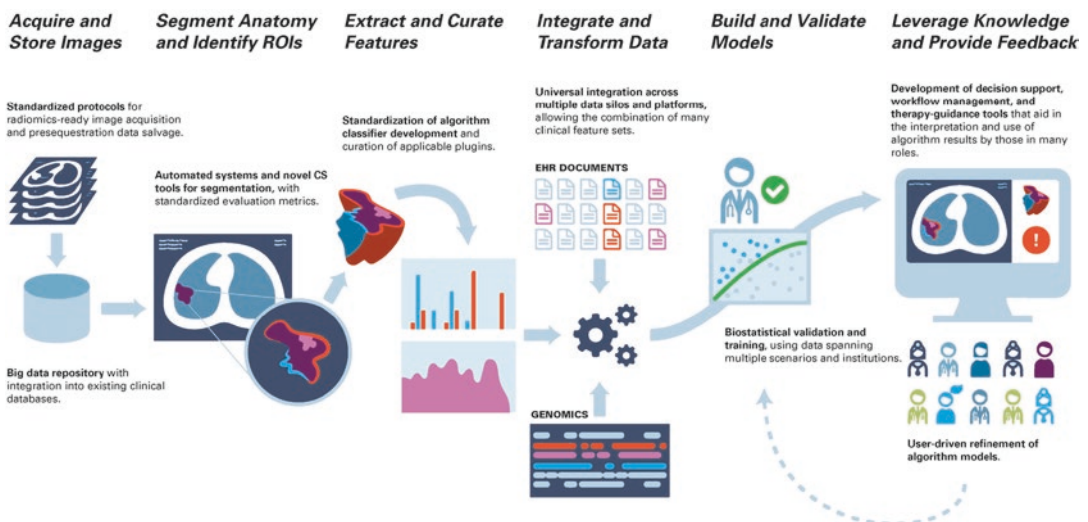 Acquire and
Store Images
Segment Anatomy
and Identify ROIs
Extract and Curate
Features
Integrate and
Transform Data
Build and Validate
Models
Leverage Knowledge
and Provide Feedback
Standardized protocols for
radiomics-ready image acquisition
and presequestration data salvage.
Big data repository with
integration into existing clinical
databases.
Automated systems and novel CS
tools for segmentation, with
standardized evaluation metrics.
Standardization of algorithm
classifier development and
curation of applicable plugins.
Universal integration across
multiple data silos and platforms,
allowing the combination of many
clinical feature sets.
EHR DOCUMENTS
GENOMICS
Biostatistical validation and
training, using data spanning
multiple scenarios and institutions.
Development of decision support,
workflow management, and
therapy-guidance tools that aid in
the interpretation and use of
algorithm results by those in many
roles.
!
User-driven refinement of
algorithm models.